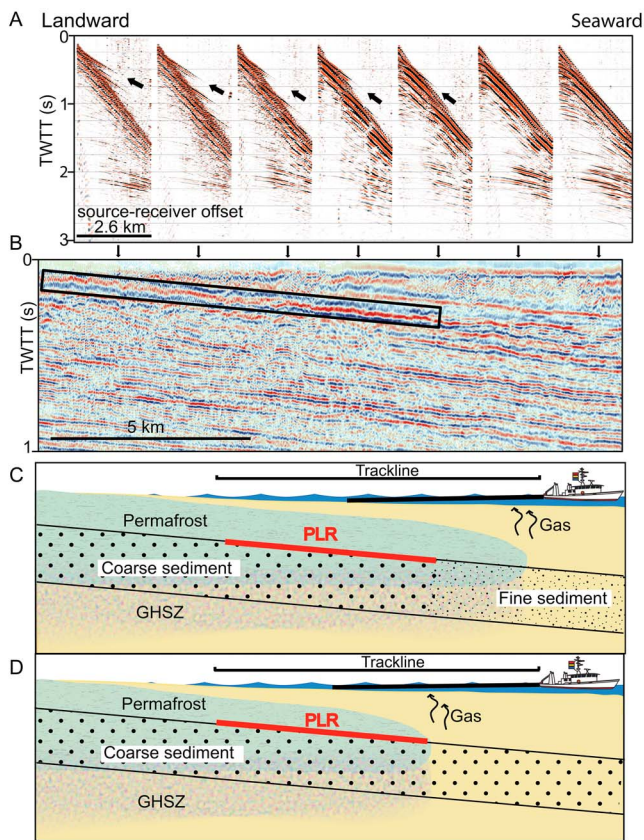 A Landward Seaward
0
1
2
3
TWTT (s)
source-receiver offset
2.6 km
B
0
1
TWTT (s)
5 km
C
Trackline
Permafrost
PLR
Gas
Coarse sediment
Fine sediment
GHSZ
D
Trackline
Permafrost
PLR
Gas
Coarse sediment
GHSZ